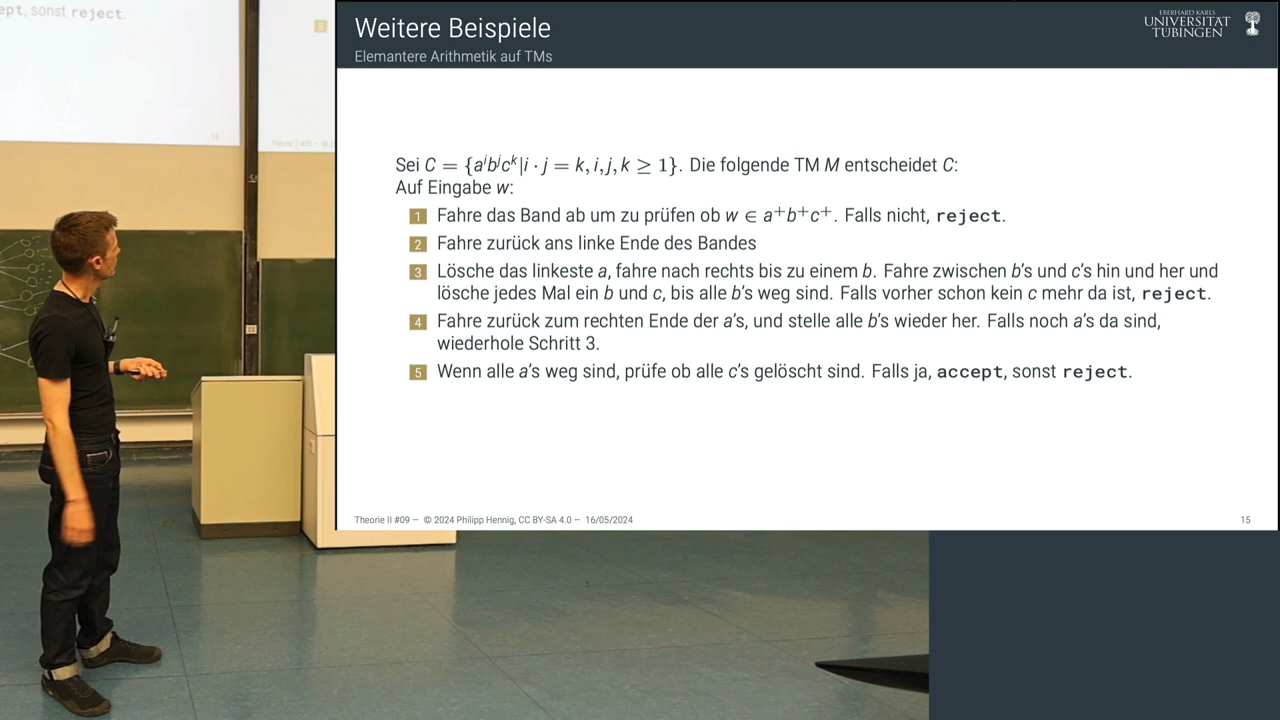 ept, sonst reject.
15
5
Theorie II #09 —
Weitere Beispiele
Elemantere Arithmetik auf TMs
EBERHARD KARLS
UNIVERSITÄT
TÜBINGEN
Sei C = {aⁱbʲcᵏ|i · j = k, i, j, k ≥ 1}. Die folgende TM M entscheidet C:
Auf Eingabe w:
1 Fahre das Band ab um zu prüfen ob w ∈ a⁺b⁺c⁺. Falls nicht, reject.
2 Fahre zurück ans linke Ende des Bandes
3 Lösche das linkeste a, fahre nach rechts bis zu einem b. Fahre zwischen b's und c's hin und her und
lösche jedes Mal ein b und c, bis alle b's weg sind. Falls vorher schon kein c mehr da ist, reject.
4 Fahre zurück zum rechten Ende der a's, und stelle alle b's wieder her. Falls noch a's da sind,
wiederhole Schritt 3.
5 Wenn alle a's weg sind, prüfe ob alle c's gelöscht sind. Falls ja, accept, sonst reject.
Theorie II #09 — © 2024 Philipp Hennig, CC BY-SA 4.0 — 16/05/2024
15